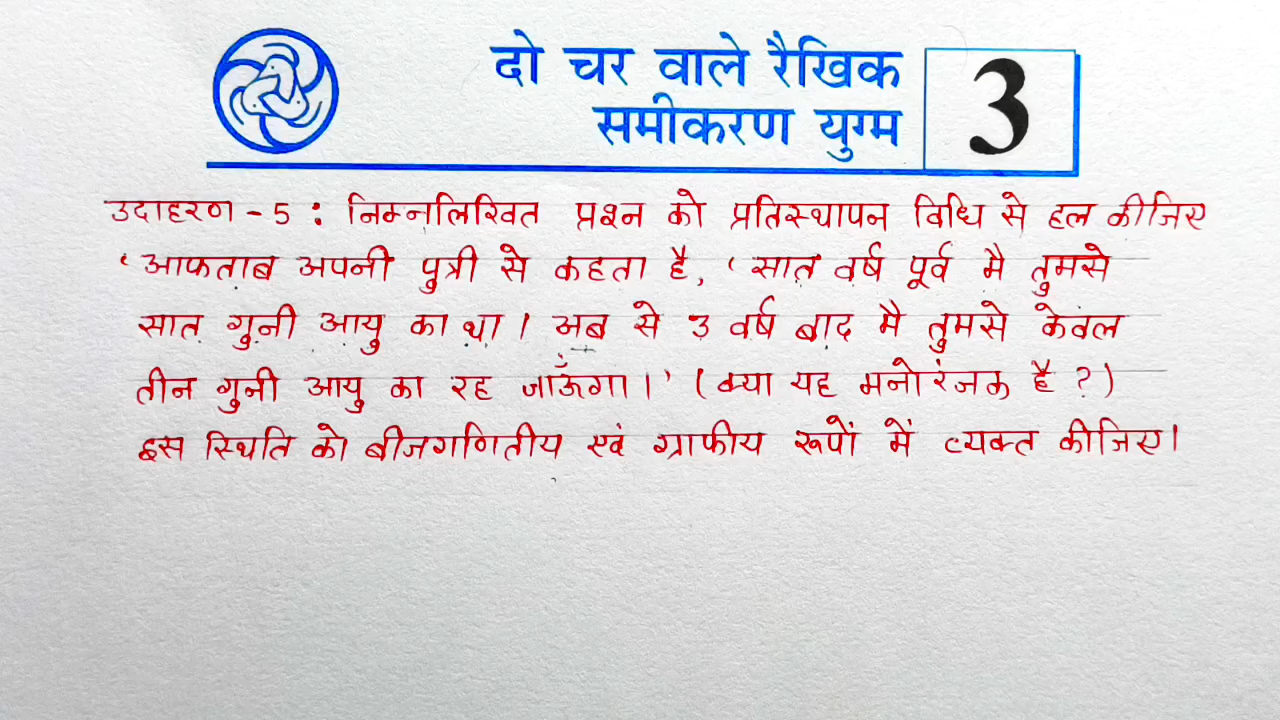 दो चर वाले रैखिक
समीकरण युग्म
3
उदाहरण - 5 : निम्नलिखित प्रश्न को प्रतिस्थापन विधि से हल कीजिए
‘आफताब अपनी पुत्री से कहता है, ‘सात वर्ष पूर्व मै तुमसे
सात गुनी आयु का था। अब से 3 वर्ष बाद मै तुमसे केवल
तीन गुनी आयु का रह जाऊँगा।’ (क्या यह मनोरंजक है ?)
इस स्थिति को बीजगणितीय एवं ग्राफीय रूपों में व्यक्त कीजिए।